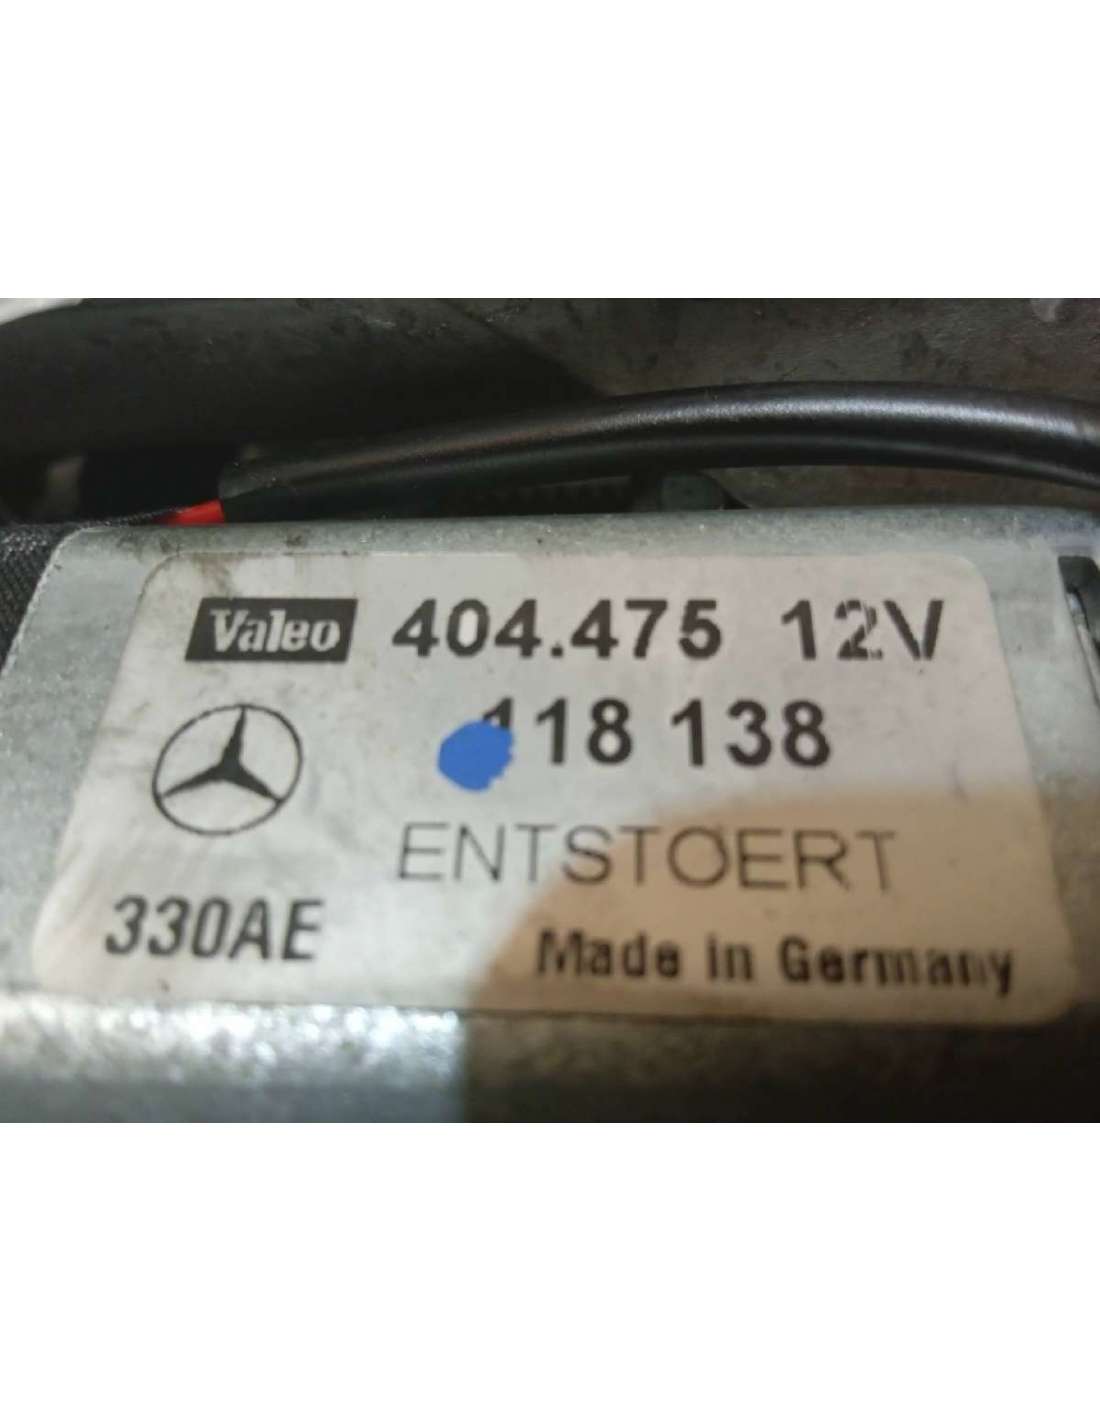 Valeo 404.475 12V
118 138
ENTSTOERT
330AE
Made in Germany